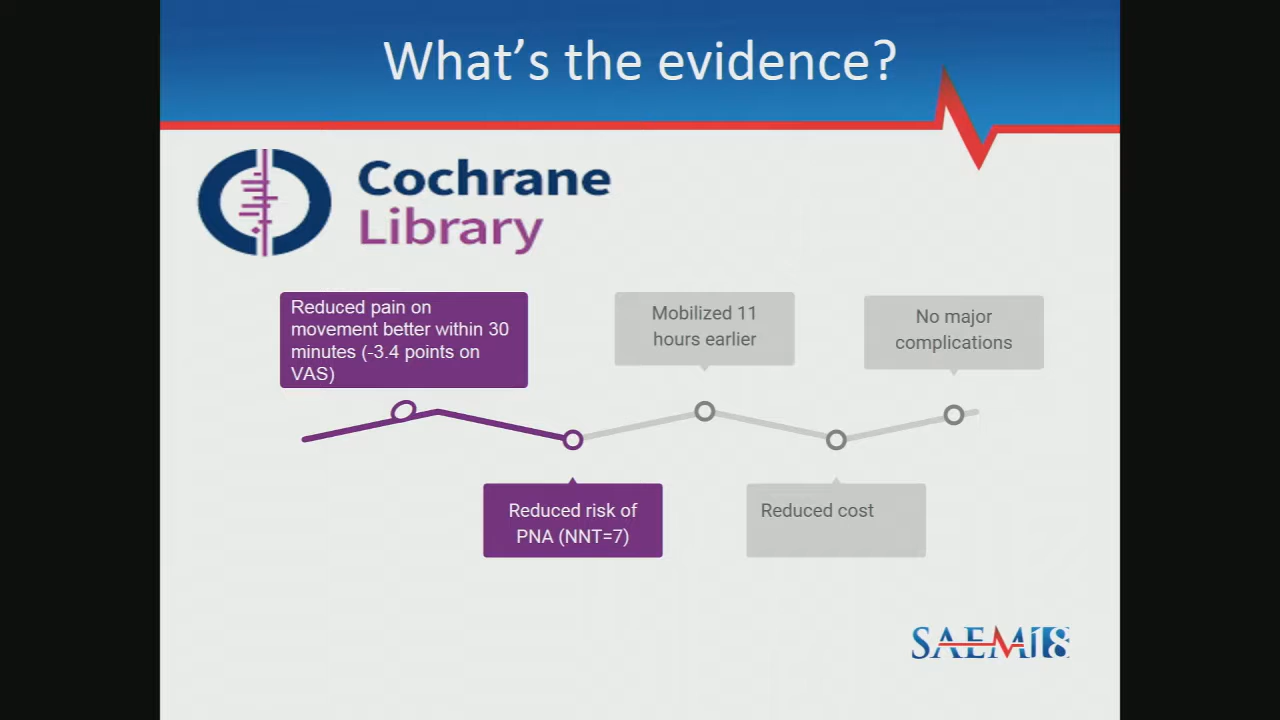 What's the evidence?
Cochrane
Library
Reduced pain on
movement better within 30
minutes (-3.4 points on
VAS)
Mobilized 11
hours earlier
No major
complications
Reduced risk of
PNA (NNT=7)
Reduced cost
SAEM18